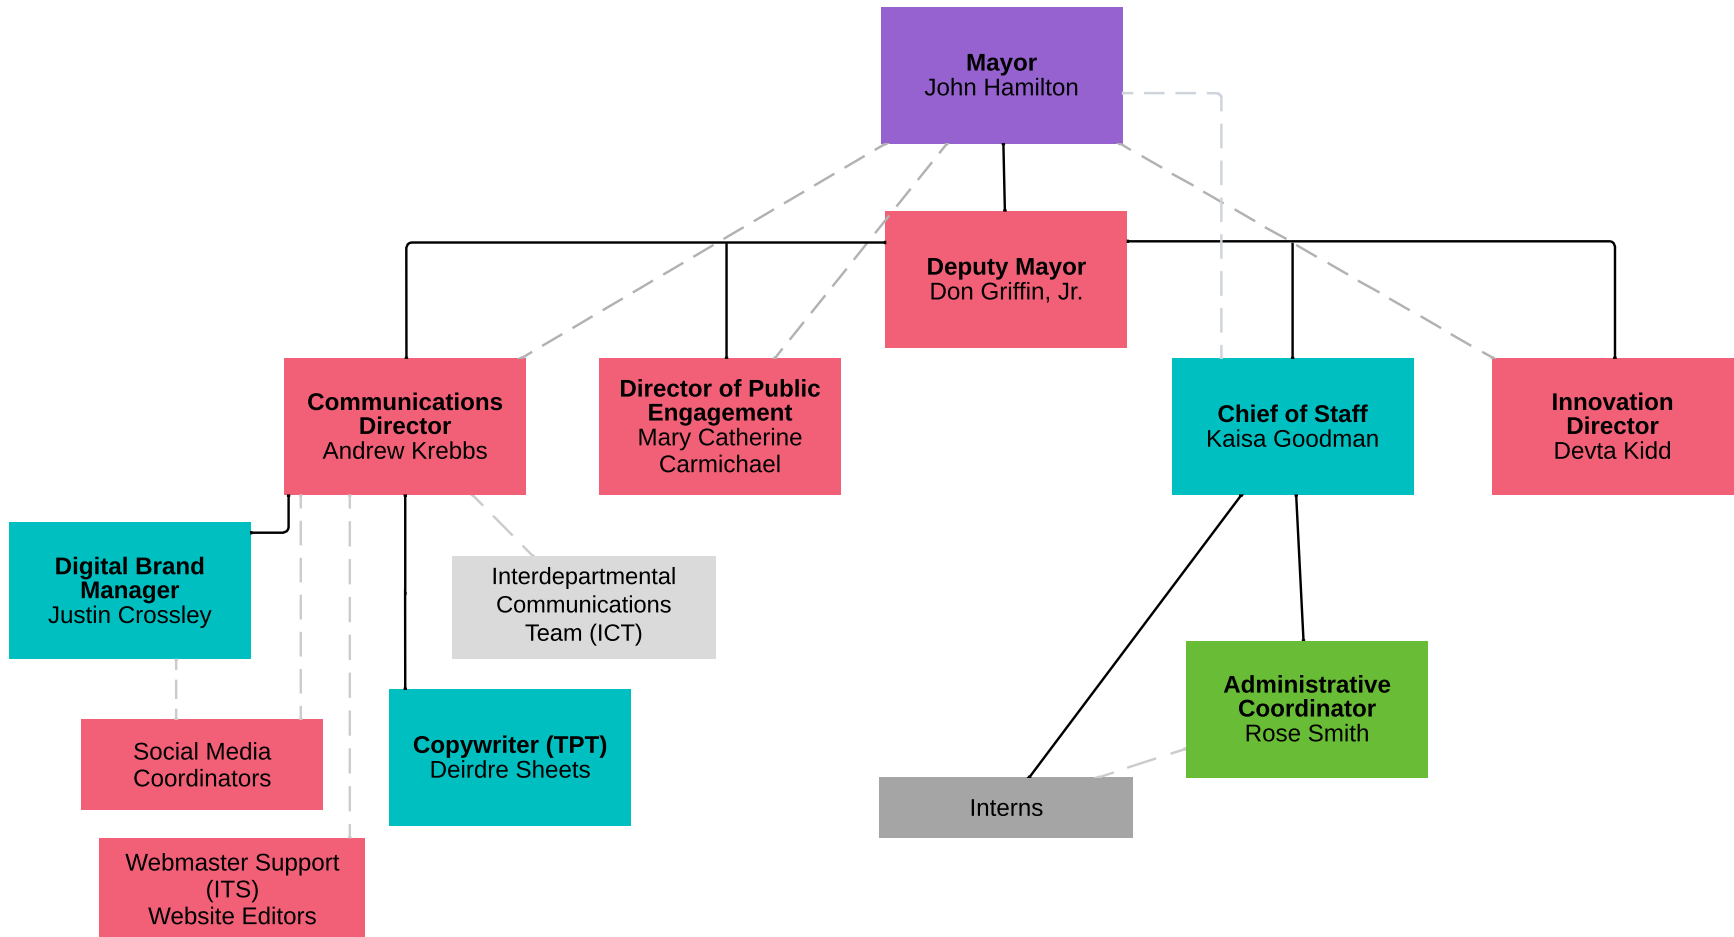 Mayor
John Hamilton
Deputy Mayor
Don Griffin, Jr.
Communications
Director
Andrew Krebbs
Director of Public
Engagement
Mary Catherine
Carmichael
Chief of Staff
Kaisa Goodman
Innovation
Director
Devta Kidd
Digital Brand
Manager
Justin Crossley
Interdepartmental
Communications
Team (ICT)
Administrative
Coordinator
Rose Smith
Social Media
Coordinators
Copywriter (TPT)
Deirdre Sheets
Interns
Webmaster Support
(ITS)
Website Editors